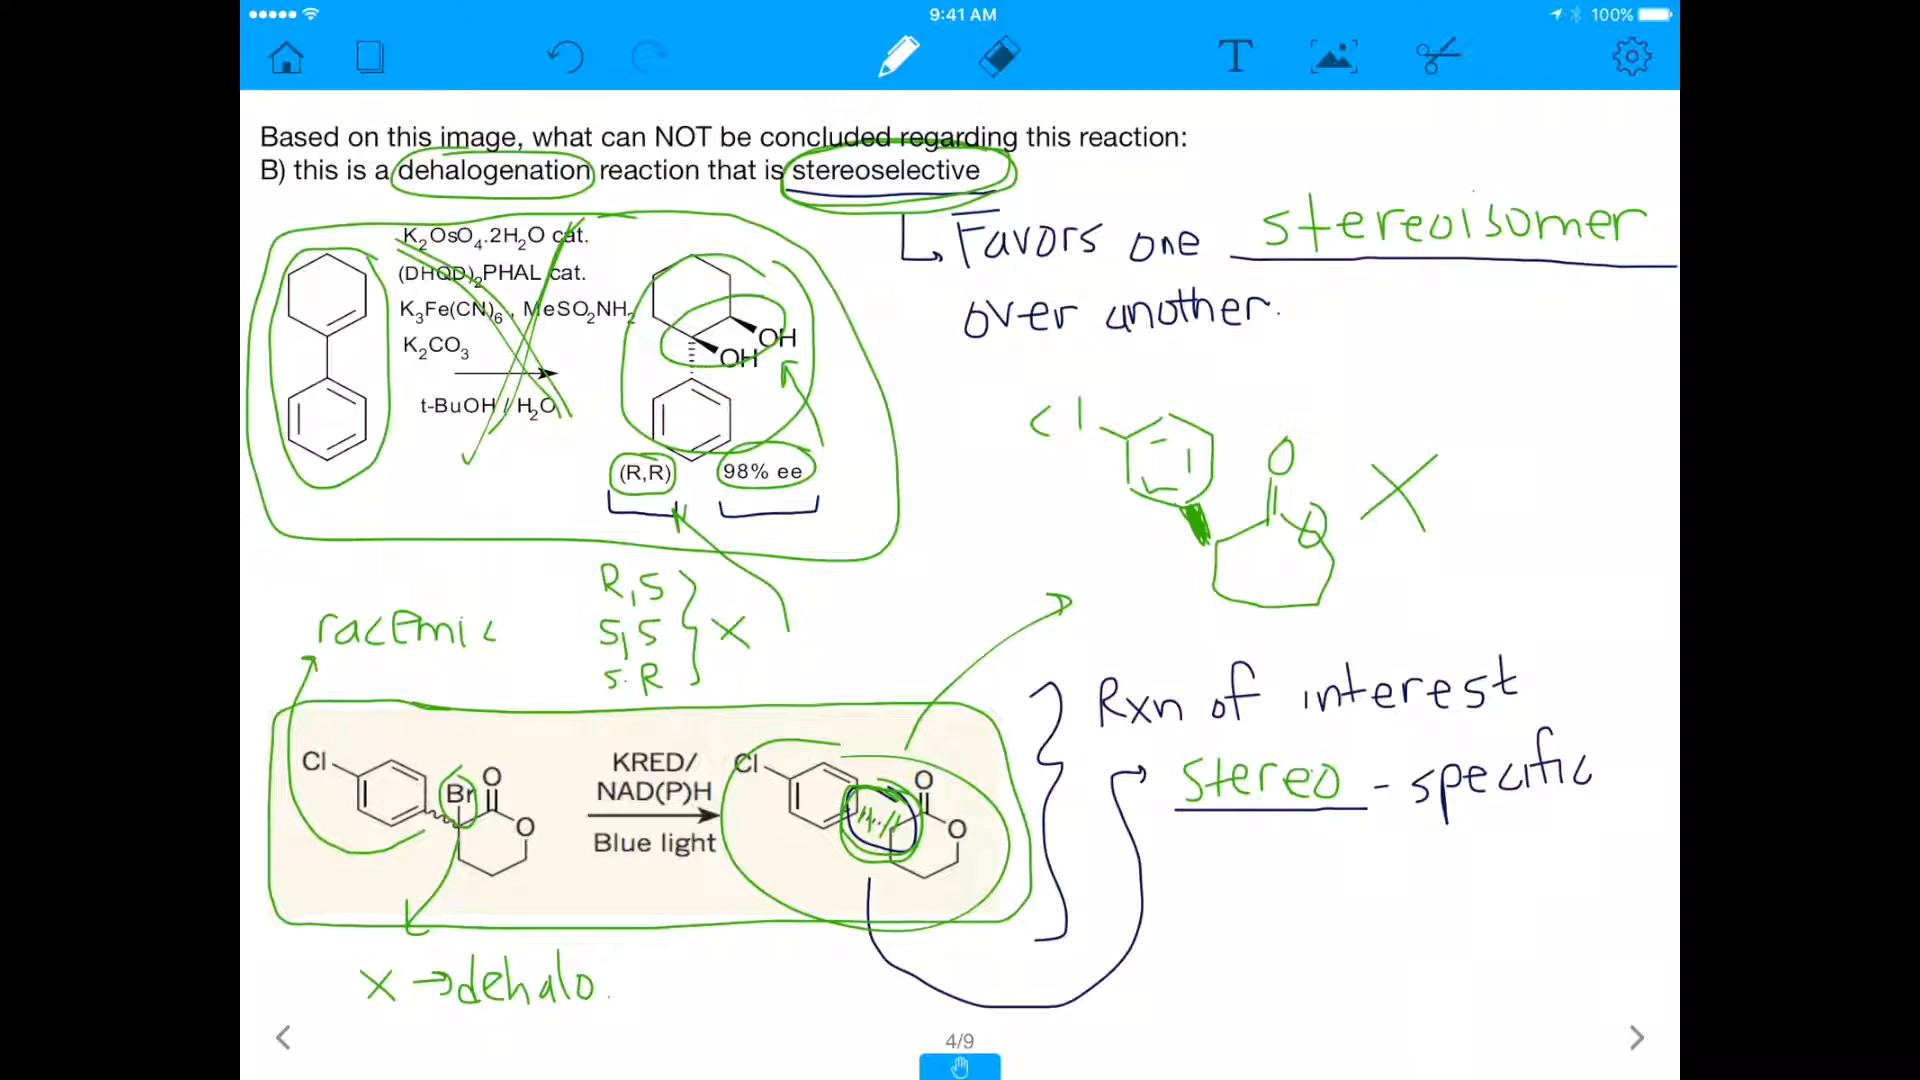 9:41 AM
100%
T
Based on this image, what can NOT be concluded regarding this reaction:
B) this is a dehalogenation reaction that is stereoselective
Favors one stereoisomer
over another.
K2OsO4.2H2O cat.
(DHQD)2PHAL cat.
K3Fe(CN)6 , MeSO2NH2
K2CO3
t-BuOH / H2O
OH
OH
(R,R)
98% ee
Cl
O
O
X
R,S
S,S
S,R
X
racemic
Rxn of interest
stereo - specific
Cl
Br
O
O
KRED/
NAD(P)H
Blue light
Cl
O
O
X → dehalo.
4/9